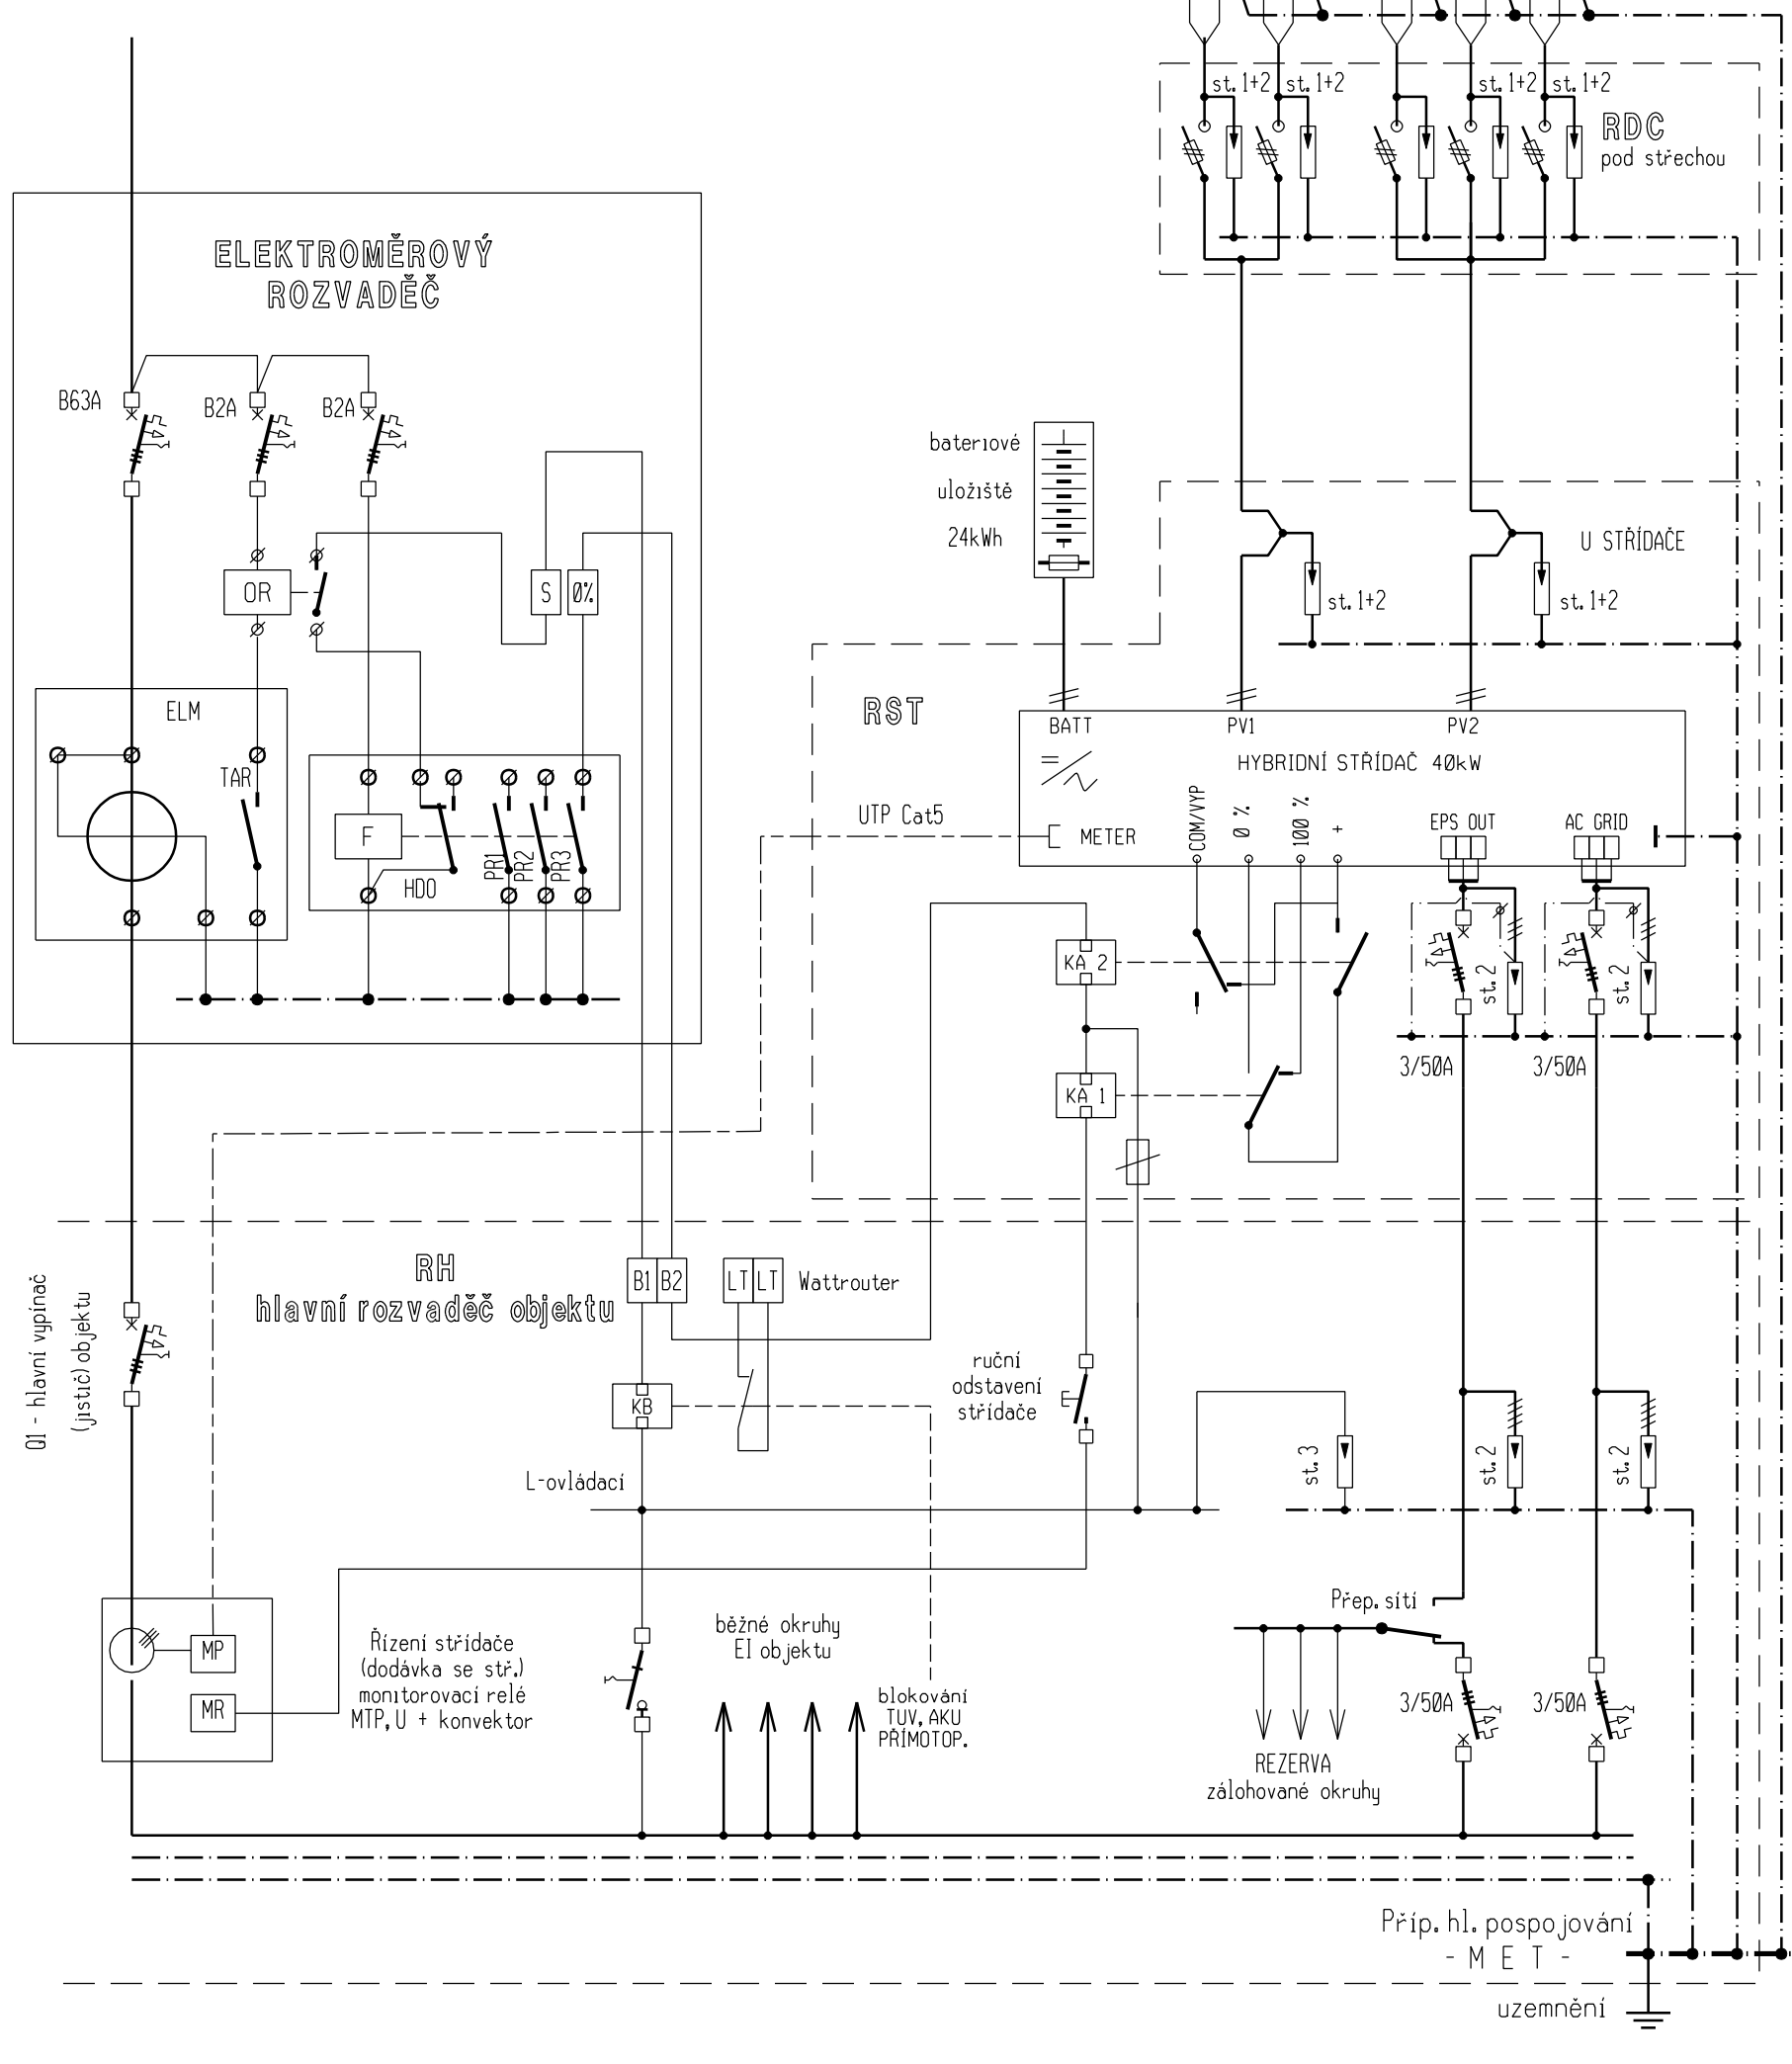 st.1+2
st.1+2
st.1+2
st.1+2
RDC
pod střechou
ELEKTROMĚROVÝ
ROZVADĚČ
B63A
B2A
B2A
OR
S
0%
ELM
TAR
F
HDO
PR1
PR2
PR3
bateriové
uložiště
24kWh
U STŘÍDAČE
st.1+2
st.1+2
RST
BATT
PV1
PV2
HYBRIDNÍ STŘÍDAČ 40kW
UTP Cat5
METER
COM/VYP
0 %
100 %
+
EPS OUT
AC GRID
KA 2
KA 1
st.2
st.2
3/50A
3/50A
RH
hlavní rozvaděč objektu
B1
B2
LT
LT
Wattrouter
Q1 - hlavní vypínač
(jistič) objektu
KB
ruční
odstavení
střídače
L-ovládací
st.3
st.2
st.2
MP
MR
Řízení střídače
(dodávka se stř.)
monitorovací relé
MTP,U + konvektor
běžné okruhy
EI objektu
blokování
TUV, AKU
PŘÍMOTOP.
Přep.sítí
3/50A
3/50A
REZERVA
zálohované okruhy
Příp.hl.pospojování
- M E T -
uzemnění